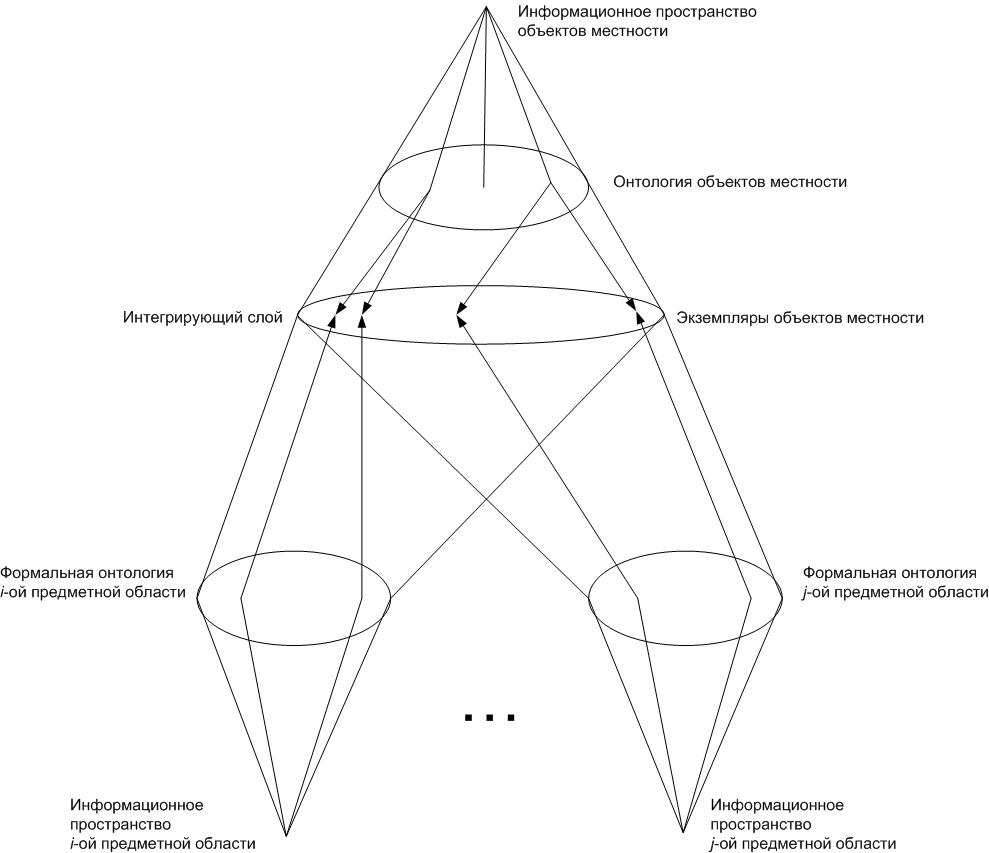 Информационное пространство
объектов местности
Онтология объектов местности
Интегрирующий слой
Экземпляры объектов местности
Формальная онтология
i-ой предметной области
Формальная онтология
j-ой предметной области
...
Информационное
пространство
i-ой предметной области
Информационное
пространство
j-ой предметной области